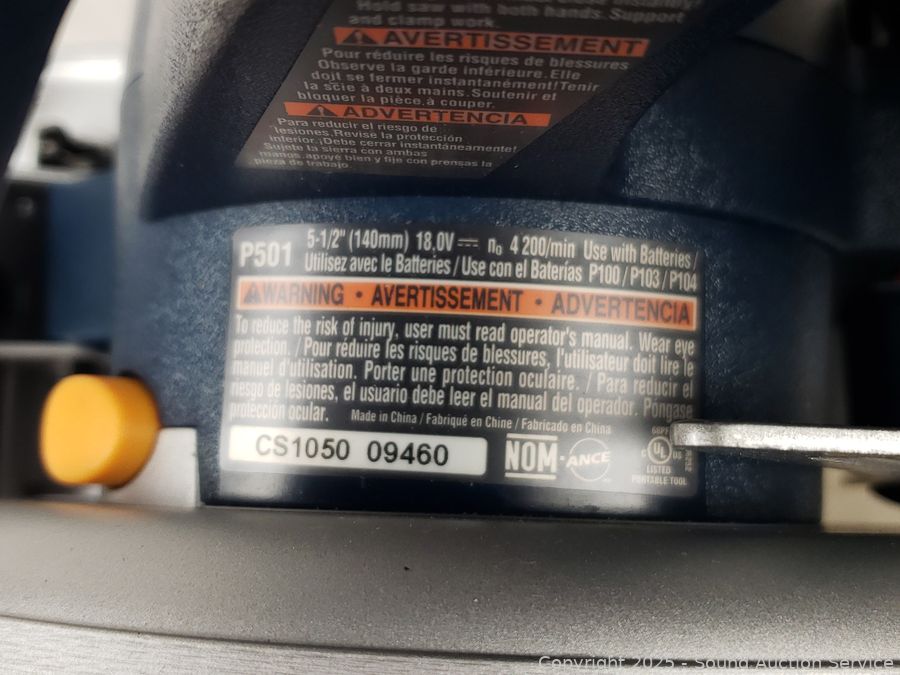 Hold saw with both hands. Support
and clamp work.
AVERTISSEMENT
Pour réduire les risques de blessures
Observe la garde inférieure. Elle
doit se fermer instantanément! Tenir
la scie à deux mains. Soutenir et
bloquer la pièce à couper.
ADVERTENCIA
Para reducir el riesgo de
lesiones. Revise la protección
interior. ¡Debe cerrar instantáneamente!
Sujete la sierra con ambas
manos, apoye bien y fije con prensas la
pieza de trabajo.
P501 5-1/2" (140mm) 18.0V n₀ 4 200/min Use with Batteries /
Utilisez avec le Batteries / Use con el Baterías P100 / P103 / P104
WARNING • AVERTISSEMENT • ADVERTENCIA
To reduce the risk of injury, user must read operator's manual. Wear eye
protection. / Pour réduire les risques de blessures, l'utilisateur doit lire le
manuel d'utilisation. Porter une protection oculaire. / Para reducir el
riesgo de lesiones, el usuario debe leer el manual del operador. Póngase
protección ocular. Made in China / Fabriqué en Chine / Fabricado en China
CS1050 09460
NOM-ANCE
C UL US
LISTED
PORTABLE TOOL
Copyright 2025 - Sound Auction Service